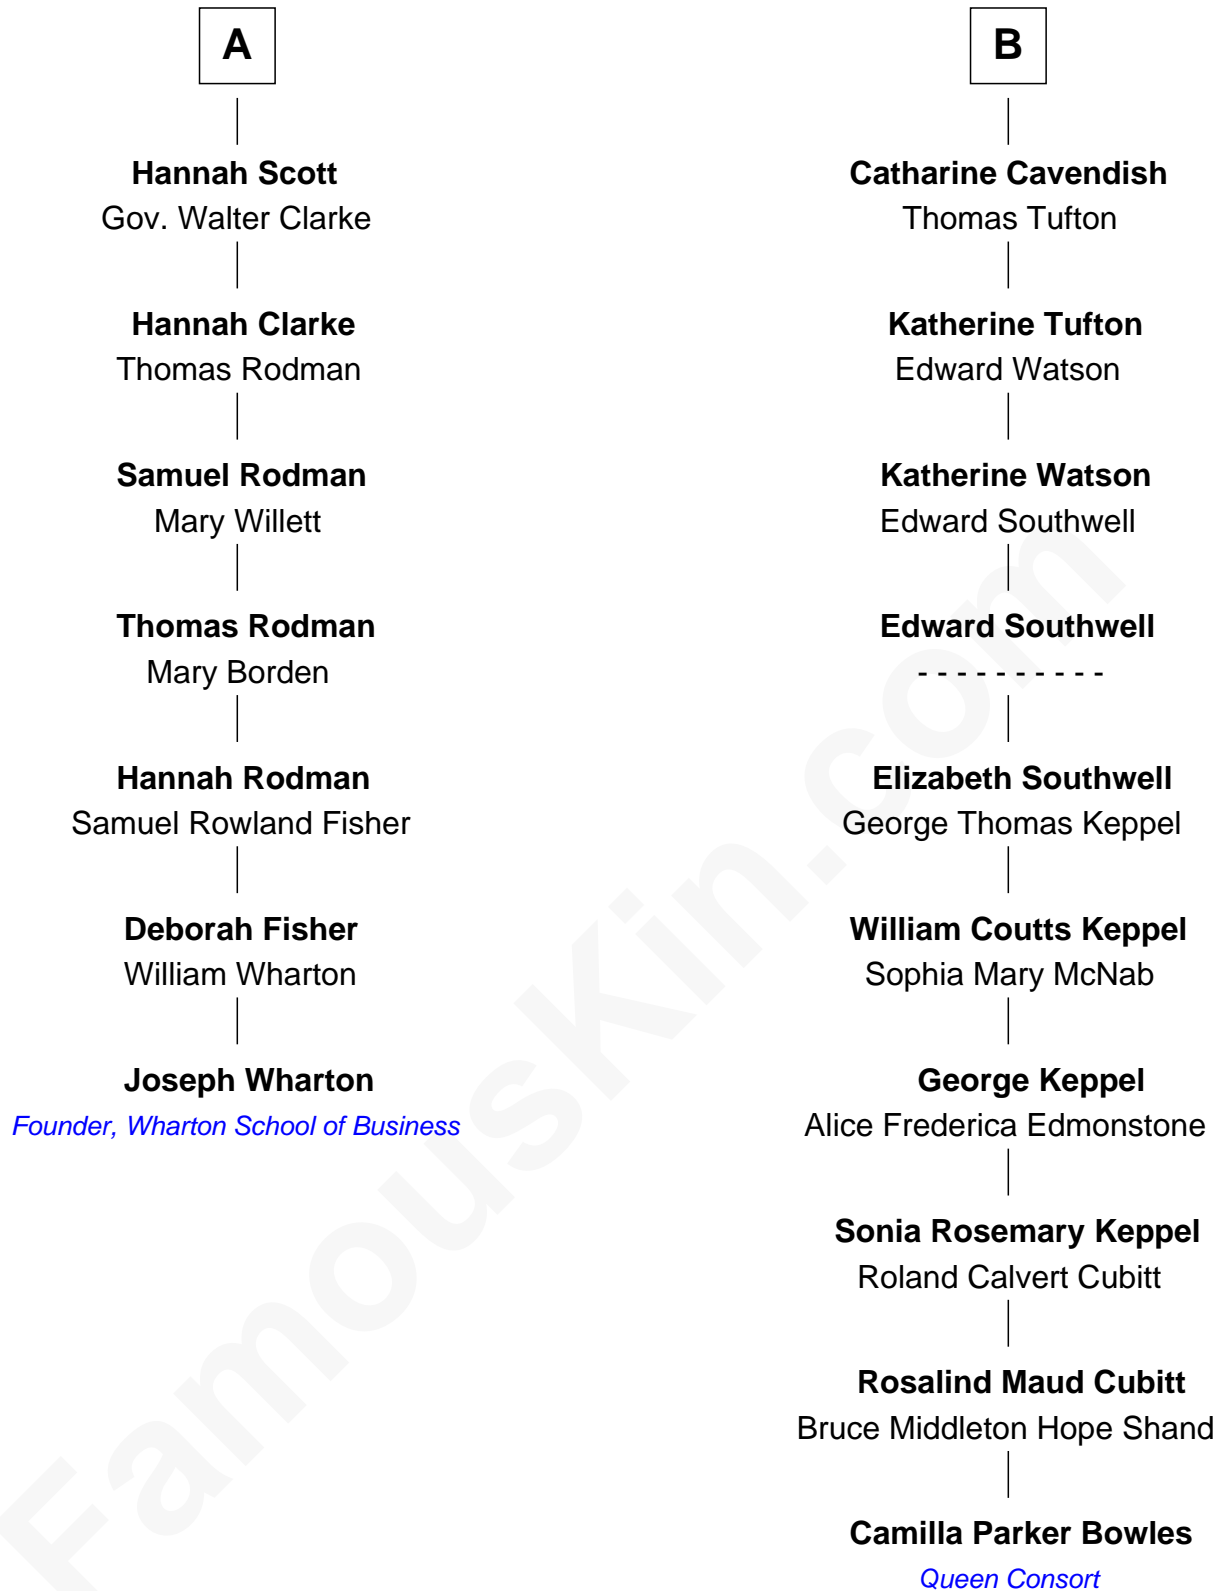 A
Hannah Scott
Gov. Walter Clarke
Hannah Clarke
Thomas Rodman
Samuel Rodman
Mary Willett
Thomas Rodman
Mary Borden
Hannah Rodman
Samuel Rowland Fisher
Deborah Fisher
William Wharton
Joseph Wharton
Founder, Wharton School of Business
B
Catharine Cavendish
Thomas Tufton
Katherine Tufton
Edward Watson
Katherine Watson
Edward Southwell
Edward Southwell
- - - - - - - - - -
Elizabeth Southwell
George Thomas Keppel
William Coutts Keppel
Sophia Mary McNab
George Keppel
Alice Frederica Edmonstone
Sonia Rosemary Keppel
Roland Calvert Cubitt
Rosalind Maud Cubitt
Bruce Middleton Hope Shand
Camilla Parker Bowles
Queen Consort
FamousKin.com